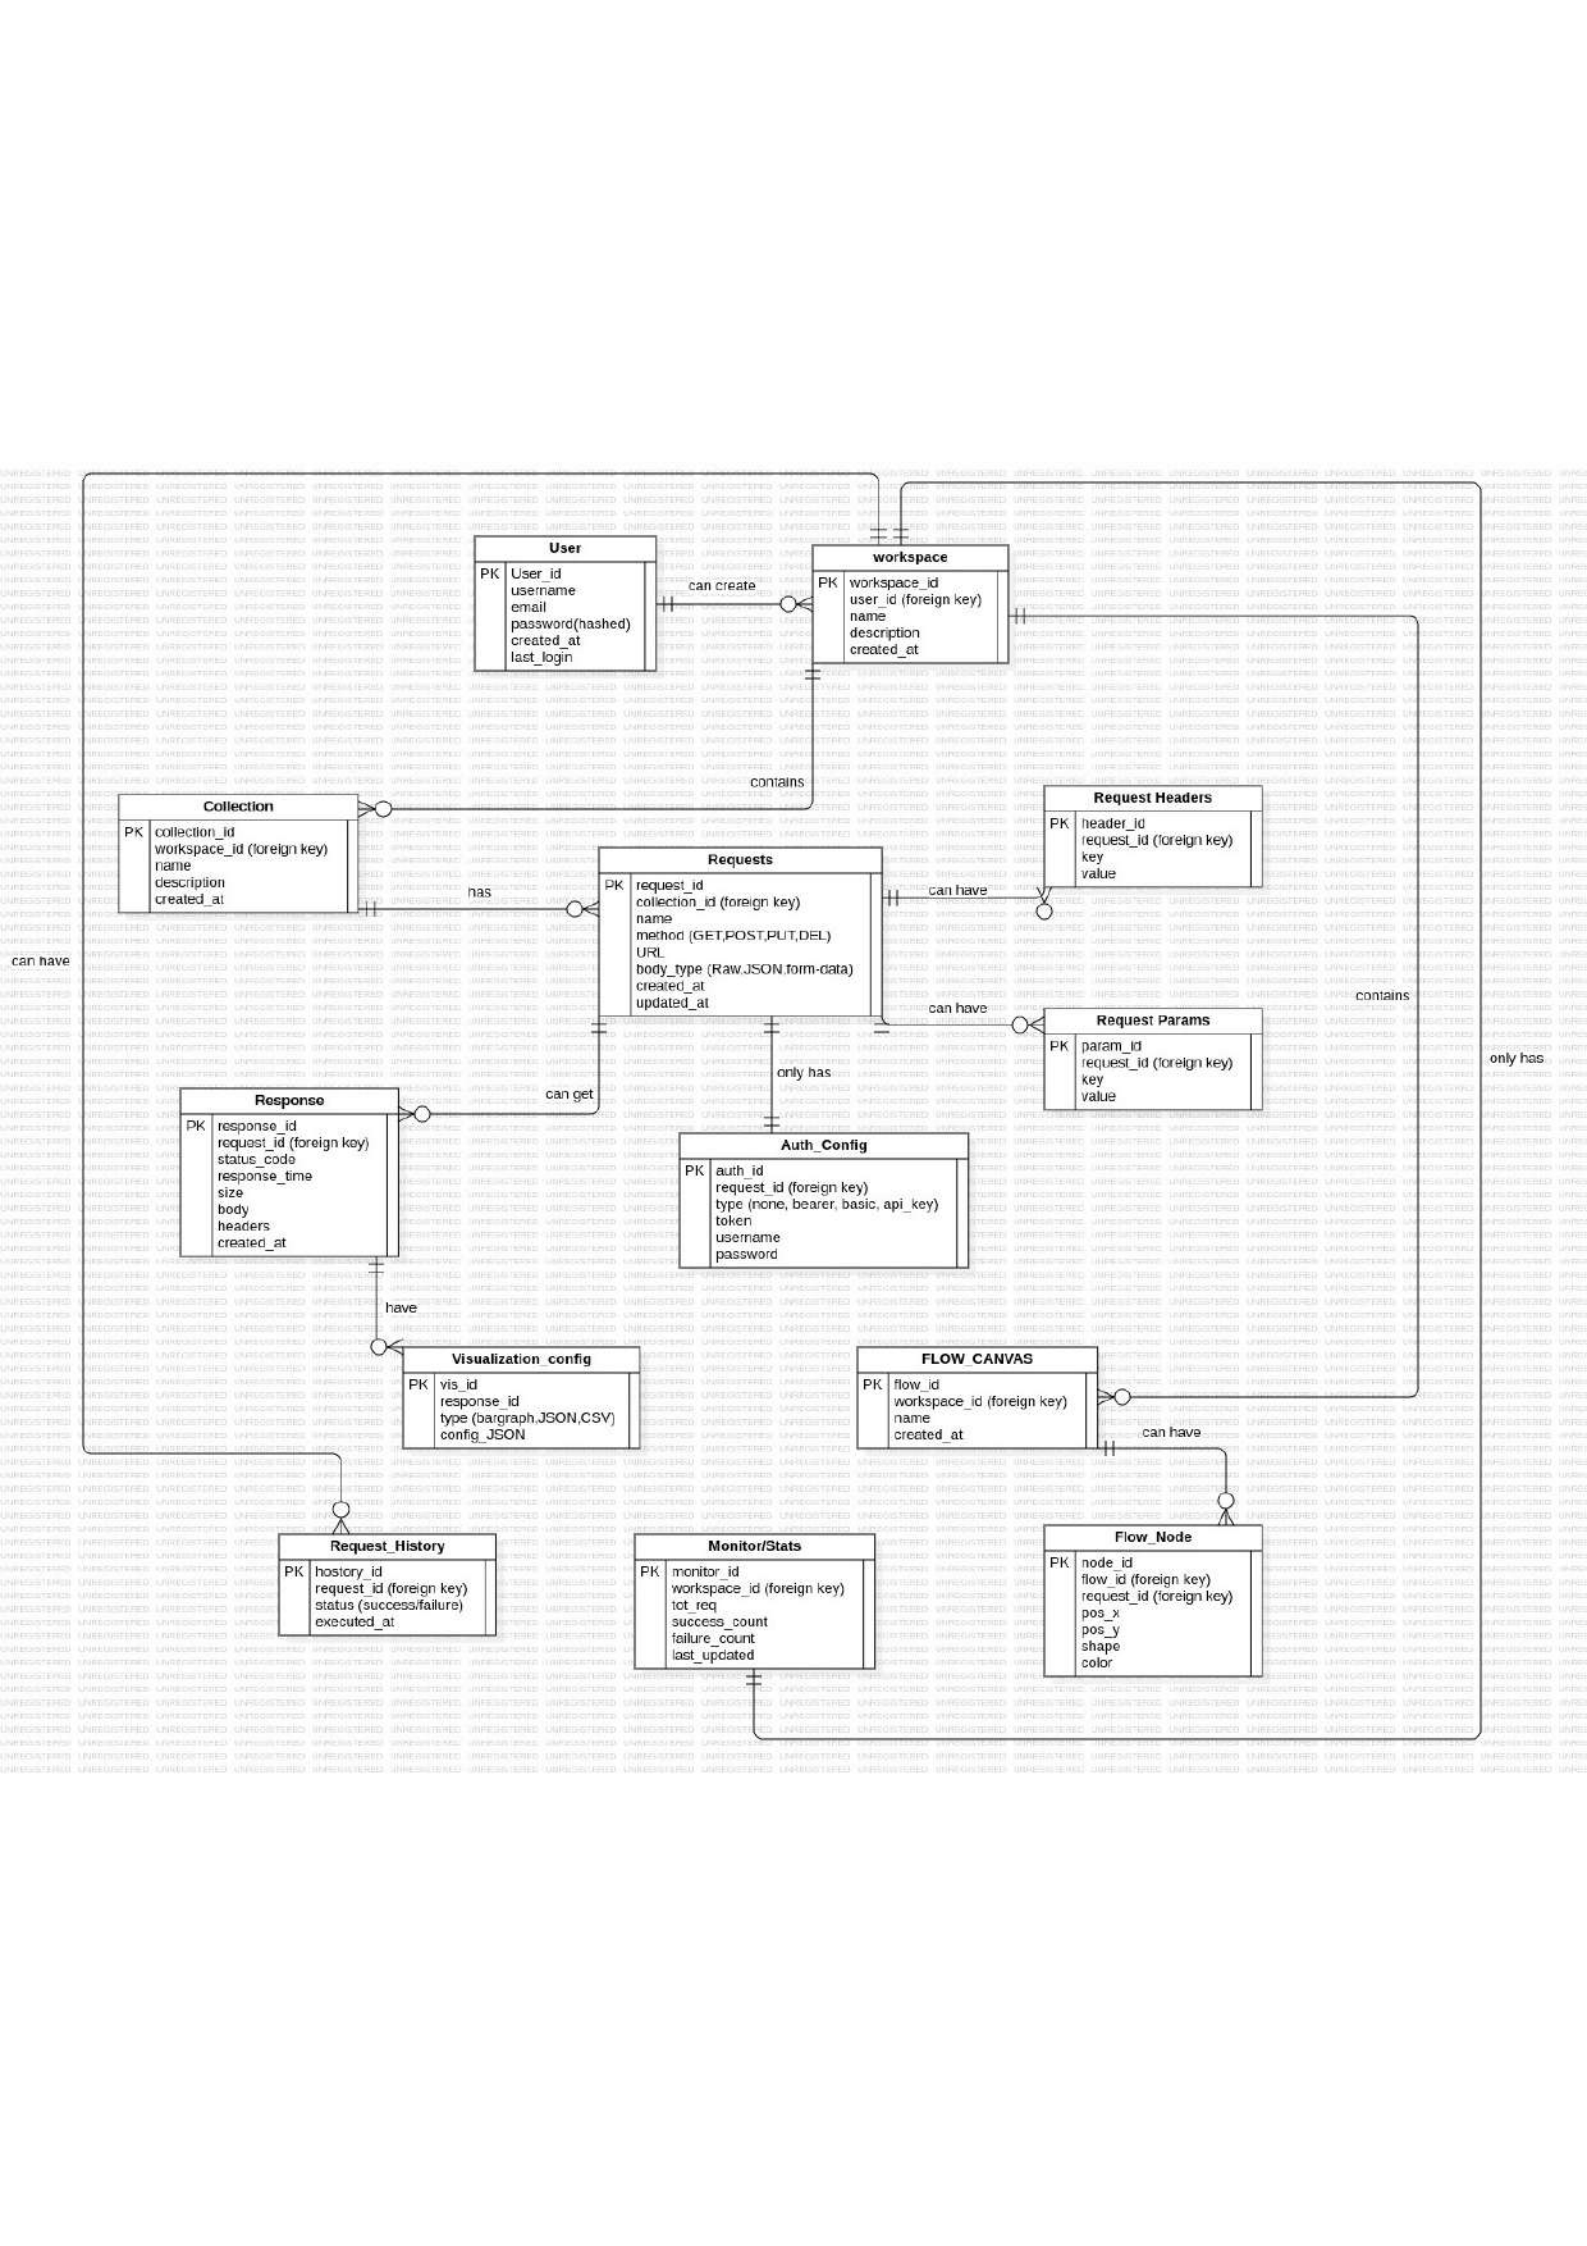 User
PK User_id
username
email
password(hashed)
created_at
last_login
can create
workspace
PK workspace_id
user_id (foreign key)
name
description
created_at
contains
Collection
PK collection_id
workspace_id (foreign key)
name
description
created_at
has
Requests
PK request_id
collection_id (foreign key)
name
method (GET,POST,PUT,DEL)
URL
body_type (Raw,JSON,form-data)
created_at
updated_at
can have
Request Headers
PK header_id
request_id (foreign key)
key
value
can have
can have
Request Params
PK param_id
request_id (foreign key)
key
value
contains
only has
can get
only has
Response
PK response_id
request_id (foreign key)
status_code
response_time
size
body
headers
created_at
Auth_Config
PK auth_id
request_id (foreign key)
type (none, bearer, basic, api_key)
token
username
password
have
Visualization_config
PK vis_id
response_id
type (bargraph,JSON,CSV)
config_JSON
FLOW_CANVAS
PK flow_id
workspace_id (foreign key)
name
created_at
can have
Request_History
PK hostory_id
request_id (foreign key)
status (success/failure)
executed_at
Monitor/Stats
PK monitor_id
workspace_id (foreign key)
tot_req
success_count
failure_count
last_updated
Flow_Node
PK node_id
flow_id (foreign key)
request_id (foreign key)
pos_x
pos_y
shape
color